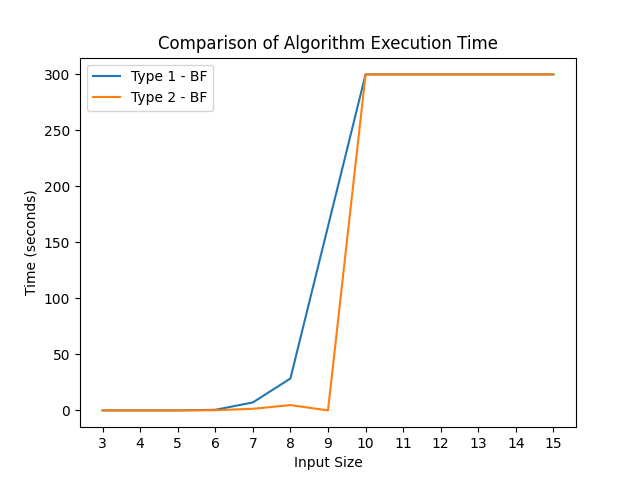 Comparison of Algorithm Execution Time
Type 1 - BF
Type 2 - BF
300
250
200
150
100
50
0
Time (seconds)
3 4 5 6 7 8 9 10 11 12 13 14 15
Input Size